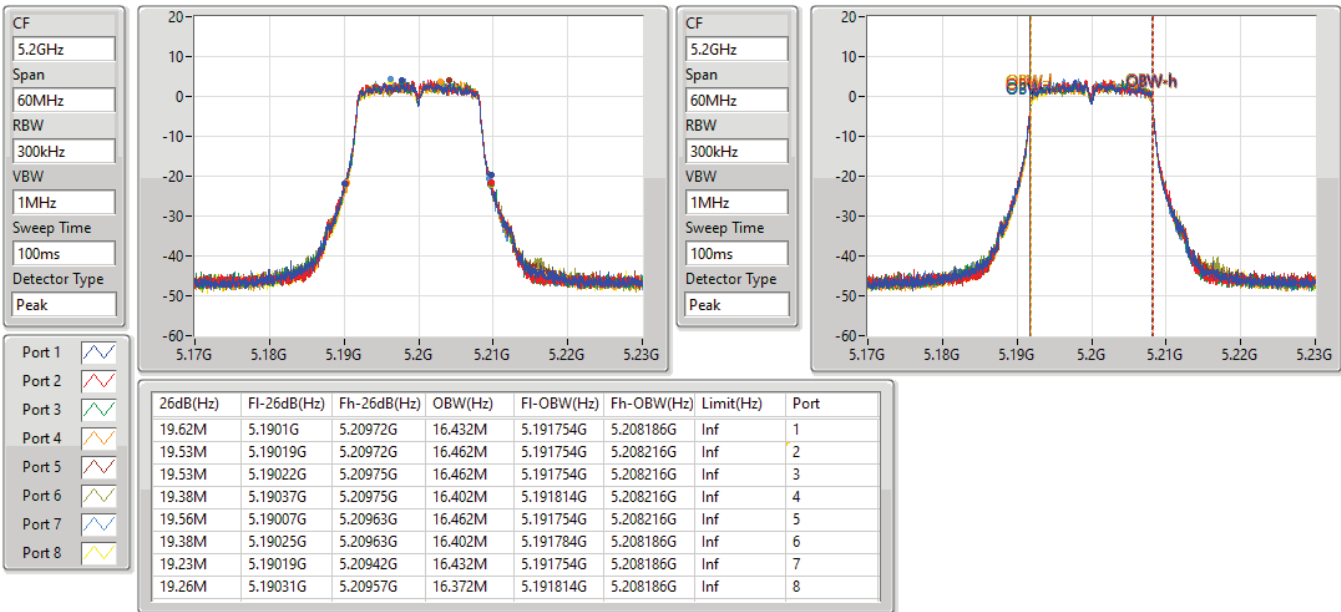 CF
5.2GHz
Span
60MHz
RBW
300kHz
VBW
1MHz
Sweep Time
100ms
Detector Type
Peak
20
10
0
-10
-20
-30
-40
-50
-60
5.17G 5.18G 5.19G 5.2G 5.21G 5.22G 5.23G
CF
5.2GHz
Span
60MHz
RBW
300kHz
VBW
1MHz
Sweep Time
100ms
Detector Type
Peak
20
10
0
-10
-20
-30
-40
-50
-60
OBW-h
5.17G 5.18G 5.19G 5.2G 5.21G 5.22G 5.23G
Port 1
Port 2
Port 3
Port 4
Port 5
Port 6
Port 7
Port 8
26dB(Hz) Fl-26dB(Hz) Fh-26dB(Hz) OBW(Hz) Fl-OBW(Hz) Fh-OBW(Hz) Limit(Hz) Port
19.62M 5.1901G 5.20972G 16.432M 5.191754G 5.208186G Inf 1
19.53M 5.19019G 5.20972G 16.462M 5.191754G 5.208216G Inf 2
19.53M 5.19022G 5.20975G 16.462M 5.191754G 5.208216G Inf 3
19.38M 5.19037G 5.20975G 16.402M 5.191814G 5.208216G Inf 4
19.56M 5.19007G 5.20963G 16.462M 5.191754G 5.208216G Inf 5
19.38M 5.19025G 5.20963G 16.402M 5.191784G 5.208186G Inf 6
19.23M 5.19019G 5.20942G 16.432M 5.191754G 5.208186G Inf 7
19.26M 5.19031G 5.20957G 16.372M 5.191814G 5.208186G Inf 8